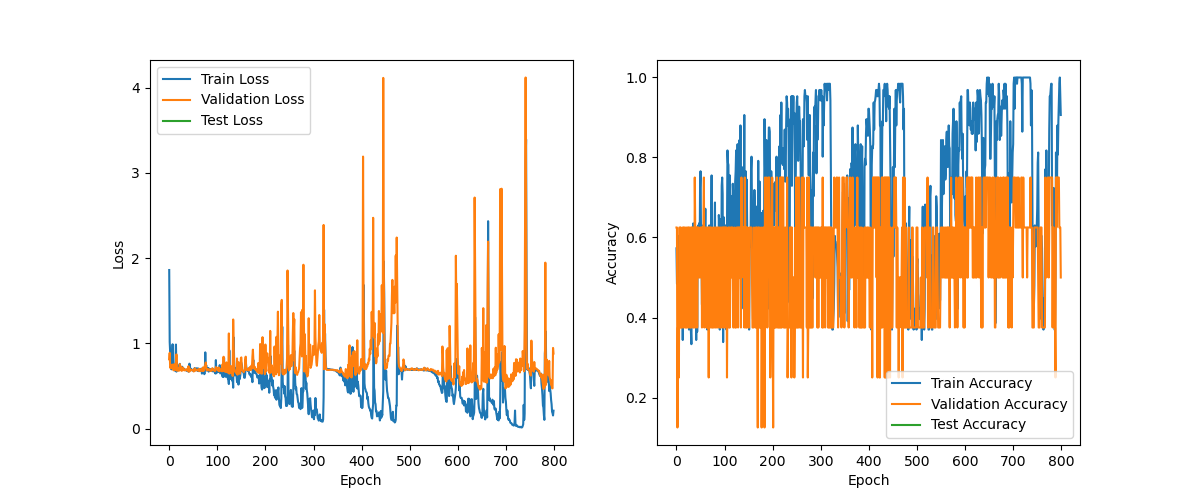 Train Loss
Validation Loss
Test Loss
4
3
2
1
0
Loss
0 100 200 300 400 500 600 700 800
Epoch
1.0
0.8
0.6
0.4
0.2
Accuracy
Train Accuracy
Validation Accuracy
Test Accuracy
0 100 200 300 400 500 600 700 800
Epoch